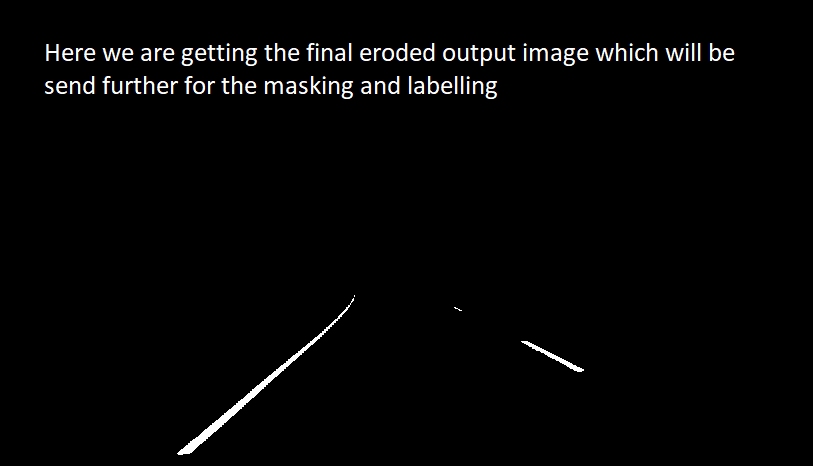 Here we are getting the final eroded output image which will be
send further for the masking and labelling